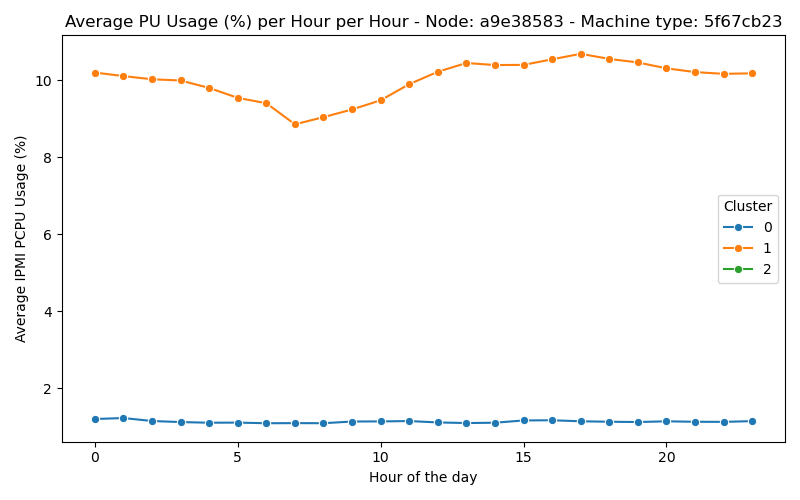 Average PU Usage (%) per Hour per Hour - Node: a9e38583 - Machine type: 5f67cb23
Average IPMI PCPU Usage (%)
10
8
6
4
2
Cluster
0
1
2
0 5 10 15 20
Hour of the day